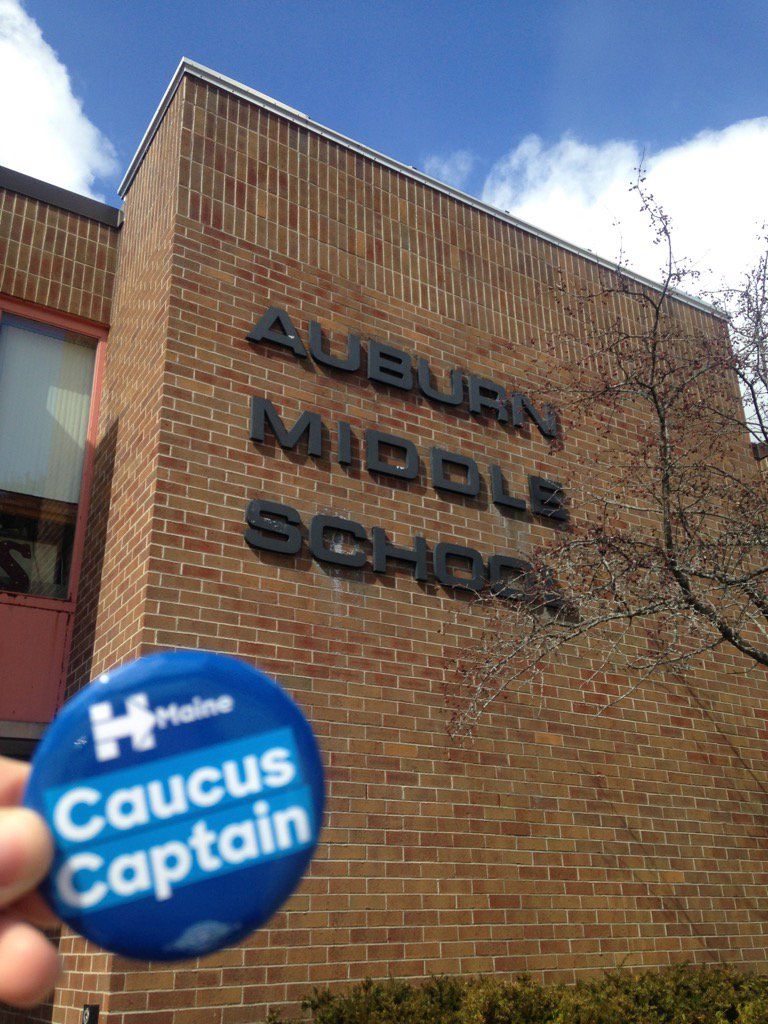 AUBURN
MIDDLE
SCHOOL
H Maine
Caucus
Captain